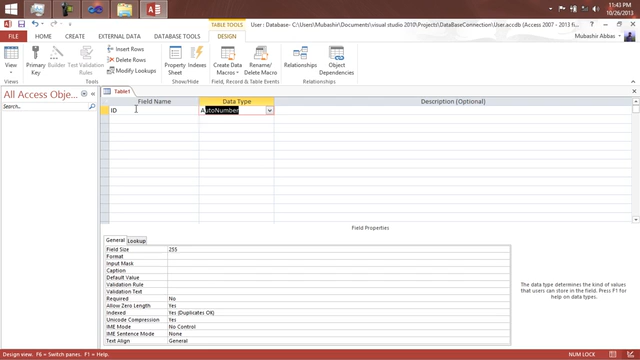 11:43 PM
10/26/2013
TABLE TOOLS
User : Database- C:\Users\Mubashir\Documents\visual studio 2010\Projects\DataBaseConnection\User.accdb (Access 2007 - 2013 f...
FILE HOME CREATE EXTERNAL DATA DATABASE TOOLS DESIGN
Mubashir Abbas
Views
Primary Key
Builder
Test Validation Rules
Insert Rows
Delete Rows
Modify Lookups
Property Sheet
Indexes
Create Data Macros
Rename/Delete Macro
Relationships
Object Dependencies
Views Tools Show/Hide Field, Record & Table Events Relationships
All Access Obje...
Search...
Table1
Field Name Data Type Description (Optional)
ID AutoNumber
Field Properties
General Lookup
Field Size 255
Format
Input Mask
Caption
Default Value
Validation Rule
Validation Text
Required No
Allow Zero Length Yes
Indexed Yes (Duplicates OK)
Unicode Compression Yes
IME Mode No Control
IME Sentence Mode None
Text Align General
The data type determines the kind of values
that users can store in the field. Press F1 for
help on data types.
Design view. F6 = Switch panes. F1 = Help.
NUM LOCK